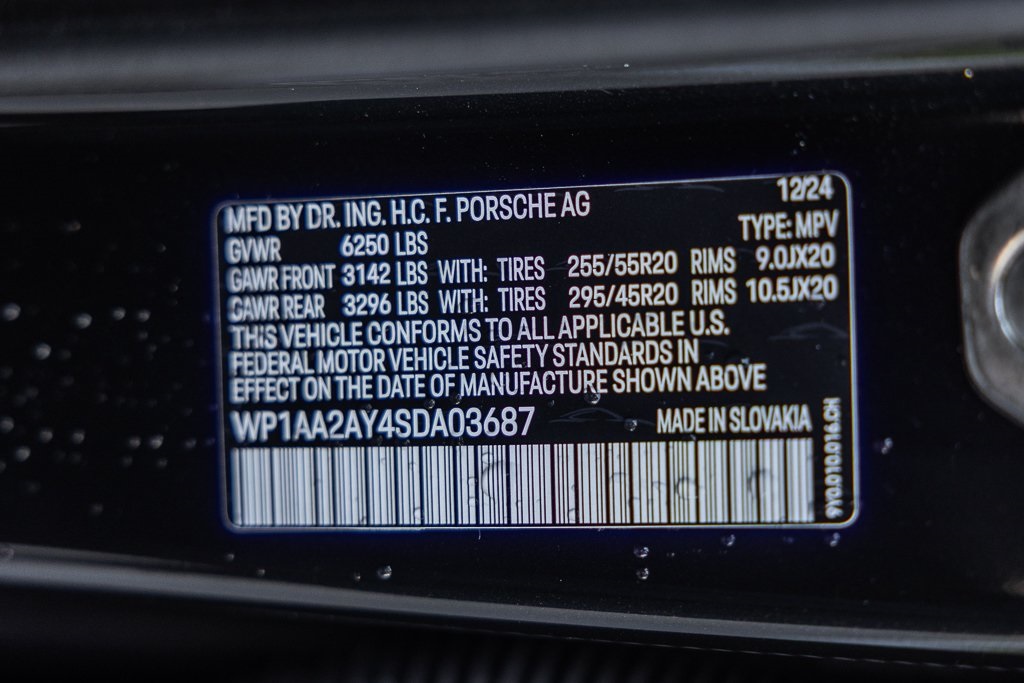 MFD BY DR. ING. H.C. F. PORSCHE AG 12/24
GVWR 6250 LBS TYPE: MPV
GAWR FRONT 3142 LBS WITH: TIRES 255/55R20 RIMS 9.0JX20
GAWR REAR 3296 LBS WITH: TIRES 295/45R20 RIMS 10.5JX20
THIS VEHICLE CONFORMS TO ALL APPLICABLE U.S.
FEDERAL MOTOR VEHICLE SAFETY STANDARDS IN
EFFECT ON THE DATE OF MANUFACTURE SHOWN ABOVE
WP1AA2AY4SDA03687 MADE IN SLOVAKIA
9Y0.010.016.CH